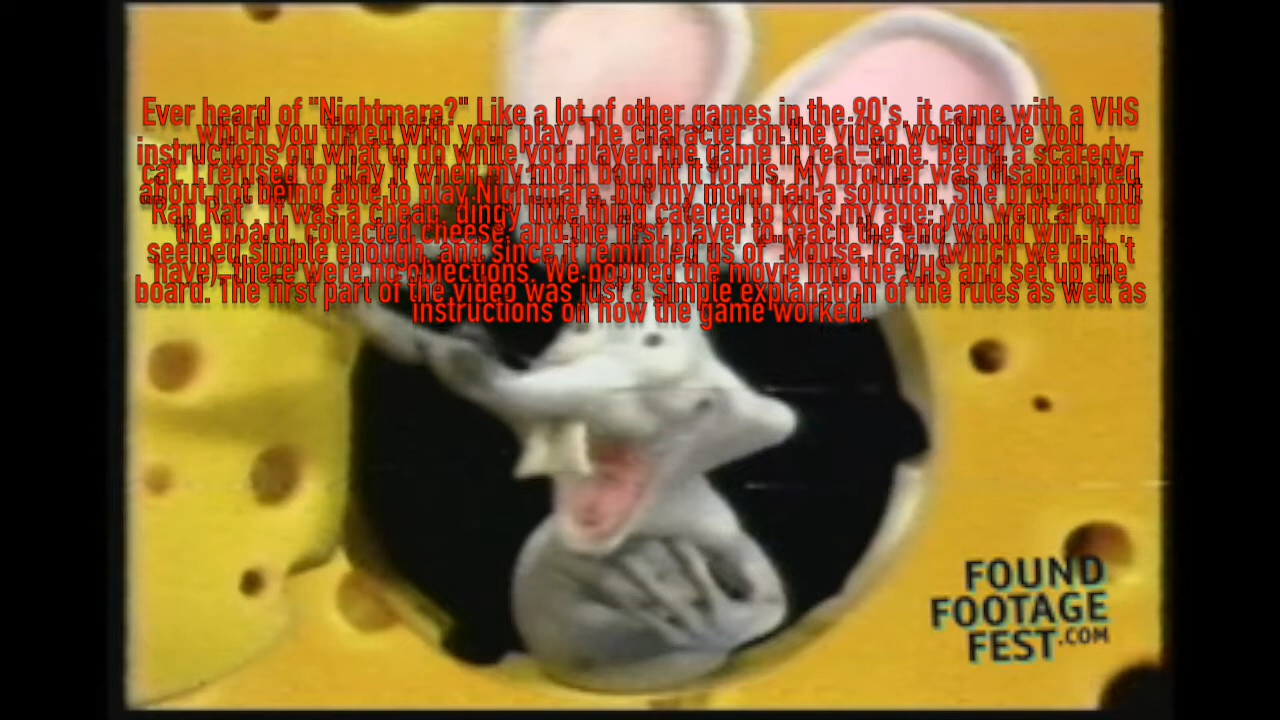 Ever heard of "Nightmare?" Like a lot of other games in the 90's, it came with a VHS
which you timed with your play. The character on the video would give you
instructions on what to do while you played the game in real-time. Being a scaredy-
cat, I refused to play it when my mom bought it for us. My brother was disappointed
about not being able to play Nightmare, but my mom had a solution. She brought out
Rap Rat . It was a cheap, dingy little thing catered to kids my age: you went around
the board, collected cheese, and the first player to reach the end would win. It
seemed simple enough, and since it reminded us of "Mouse Trap" (which we didn't
have), there were no objections. We popped the movie into the VHS and set up the
board. The first part of the video was just a simple explanation of the rules as well as
instructions on how the game worked.
FOUND
FOOTAGE
FEST.COM